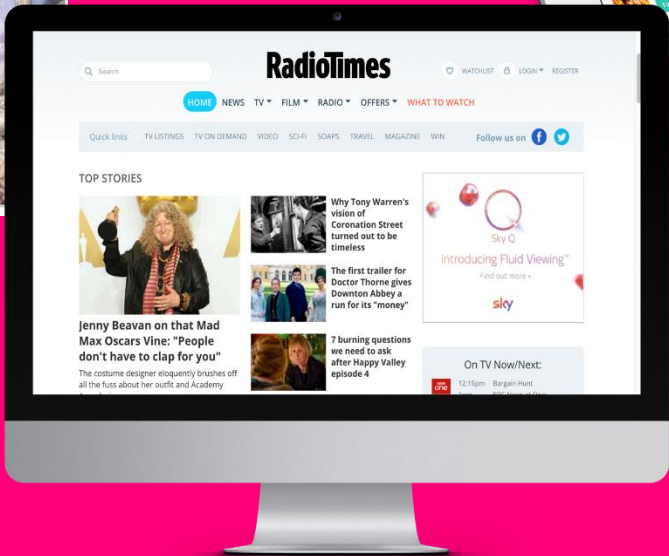 Search
RadioTimes
WATCHLIST LOGIN REGISTER
HOME NEWS TV FILM RADIO OFFERS WHAT TO WATCH
Quick links TV LISTINGS TV ON DEMAND VIDEO SCI-FI SOAPS TRAVEL MAGAZINE WIN Follow us on
TOP STORIES
Jenny Beavan on that Mad
Max Oscars Vine: "People
don't have to clap for you"
The costume designer eloquently brushes off
all the fuss about her outfit and Academy
Why Tony Warren's
vision of
Coronation Street
turned out to be
timeless
The first trailer for
Doctor Thorne gives
Downton Abbey a
run for its "money"
7 burning questions
we need to ask
after Happy Valley
episode 4
Sky Q
Introducing Fluid Viewing™
Find out more »
sky
On TV Now/Next:
one
12:15pm Bargain Hunt